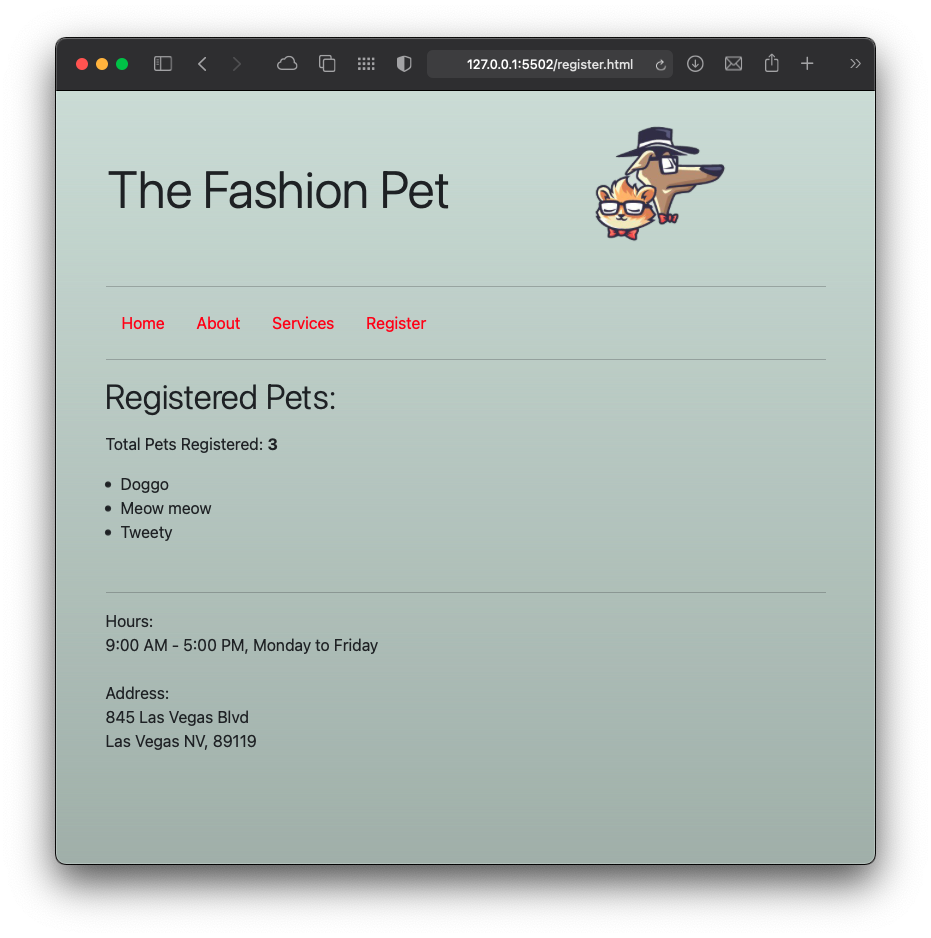 127.0.0.1:5502/register.html
The Fashion Pet
Home About Services Register
Registered Pets:
Total Pets Registered: 3
Doggo
Meow meow
Tweety
Hours:
9:00 AM - 5:00 PM, Monday to Friday
Address:
845 Las Vegas Blvd
Las Vegas NV, 89119